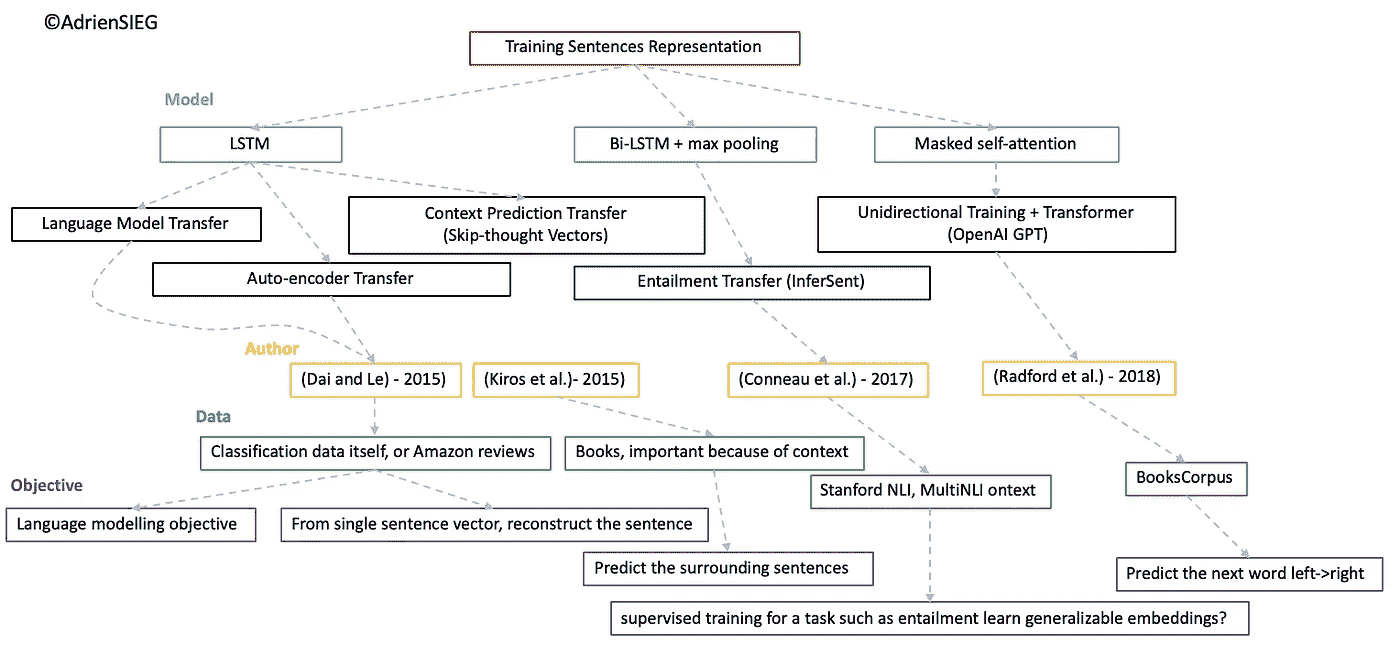 ©AdrienSIEG
Training Sentences Representation
Model
LSTM
Bi-LSTM + max pooling
Masked self-attention
Language Model Transfer
Context Prediction Transfer
(Skip-thought Vectors)
Unidirectional Training + Transformer
(OpenAI GPT)
Auto-encoder Transfer
Entailment Transfer (InferSent)
Author
(Dai and Le) - 2015)
(Kiros et al.)- 2015)
(Conneau et al.) - 2017)
(Radford et al.) - 2018)
Data
Classification data itself, or Amazon reviews
Books, important because of context
Stanford NLI, MultiNLI ontext
BooksCorpus
Objective
Language modelling objective
From single sentence vector, reconstruct the sentence
Predict the surrounding sentences
Predict the next word left->right
supervised training for a task such as entailment learn generalizable embeddings?